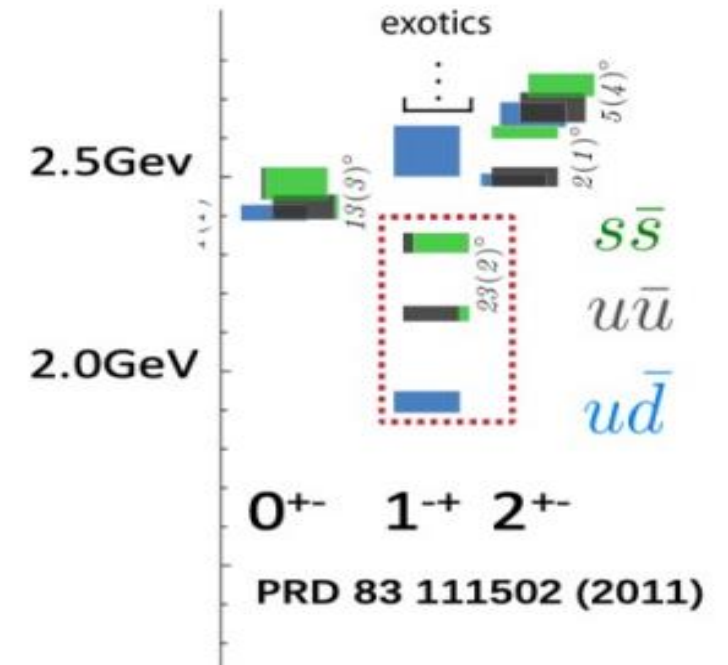 exotics
5(4)°
2.5Gev
2(1)°
13(3)°
ss̄
23(2)°
uū
2.0GeV
ud̄
0⁺⁻ 1⁻⁺ 2⁺⁻
PRD 83 111502 (2011)